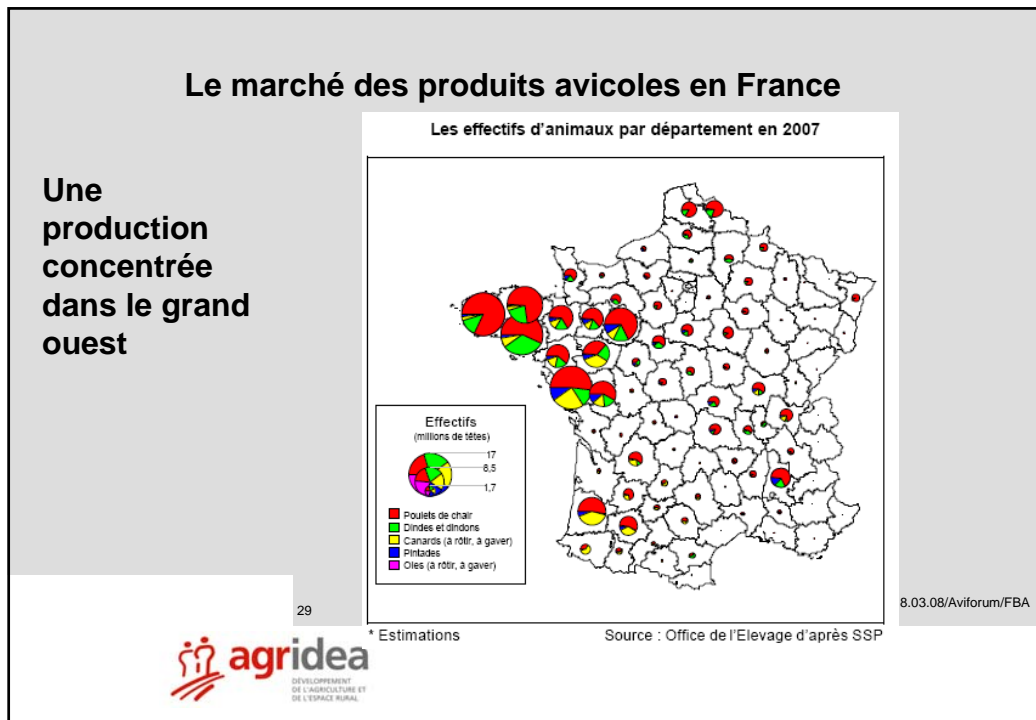 Le marché des produits avicoles en France
Les effectifs d'animaux par département en 2007
Une
production
concentrée
dans le grand
ouest
Effectifs
(millions de têtes)
17
8,5
1,7
Poulets de chair
Dindes et dindons
Canards (à rôtir, à gaver)
Pintades
Oies (à rôtir, à gaver)
29
8.03.08/Aviforum/FBA
* Estimations
Source : Office de l'Elevage d'après SSP
agridea
DÉVELOPPEMENT
DE L'AGRICULTURE ET
DE L'ESPACE RURAL